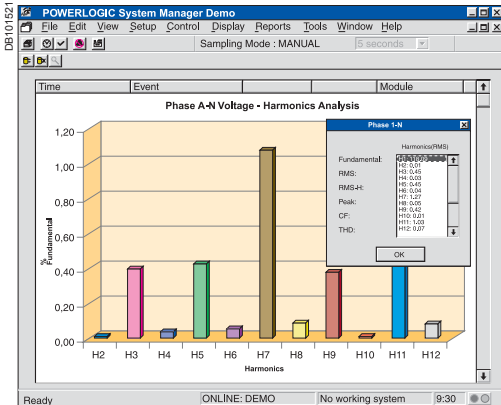 DB101521
POWERLOGIC System Manager Demo
File Edit View Setup Control Display Reports Tools Window Help
Sampling Mode : MANUAL 5 seconds
Time Event Module
Phase A-N Voltage - Harmonics Analysis
Phase 1-N
Harmonics(RMS)
Fundamental:
RMS:
RMS-H:
Peak:
CF:
THD:
H2: 0,01
H3: 0,45
H4: 0,03
H5: 0,45
H6: 0,04
H7: 1,27
H8: 0,05
H9: 0,42
H10: 0,01
H11: 1,03
H12: 0,07
OK
1,20
1,00
0,80
0,60
0,40
0,20
0,00
% Fundamental
H2 H3 H4 H5 H6 H7 H8 H9 H10 H11 H12
Harmonics
Ready ONLINE: DEMO No working system 9:30